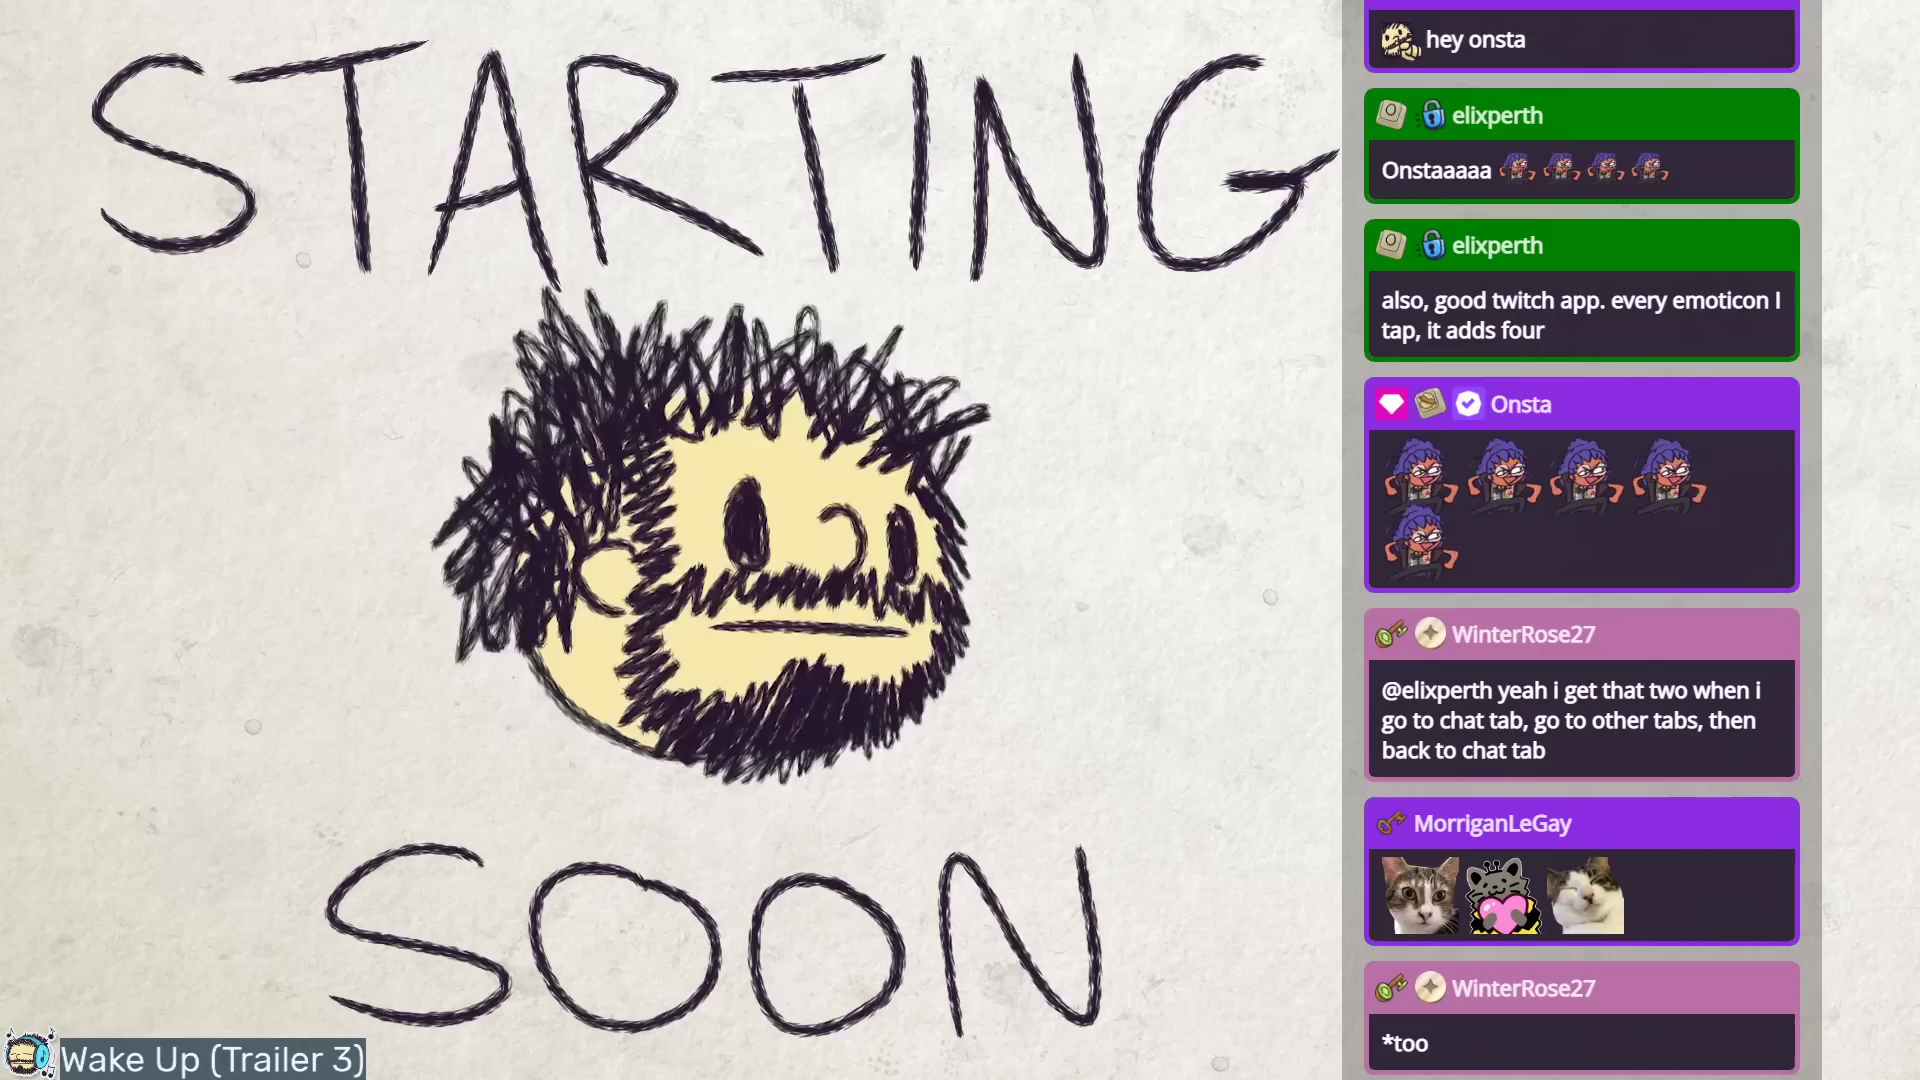 STARTING
SOON
Wake Up (Trailer 3)
hey onsta
elixperth
Onstaaaaa
elixperth
also, good twitch app. every emoticon I
tap, it adds four
Onsta
WinterRose27
@elixperth yeah i get that two when i
go to chat tab, go to other tabs, then
back to chat tab
MorriganLeGay
WinterRose27
*too